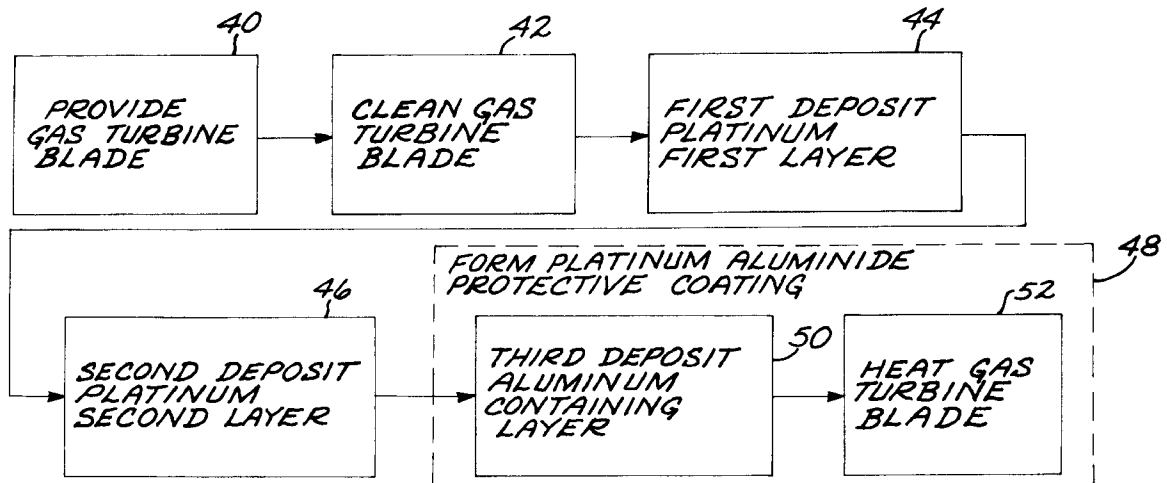 40
PROVIDE
GAS TURBINE
BLADE
42
CLEAN GAS
TURBINE
BLADE
44
FIRST DEPOSIT
PLATINUM
FIRST LAYER
46
SECOND DEPOSIT
PLATINUM
SECOND LAYER
48
FORM PLATINUM ALUMINIDE
PROTECTIVE COATING
50
THIRD DEPOSIT
ALUMINUM
CONTAINING
LAYER
52
HEAT GAS
TURBINE
BLADE